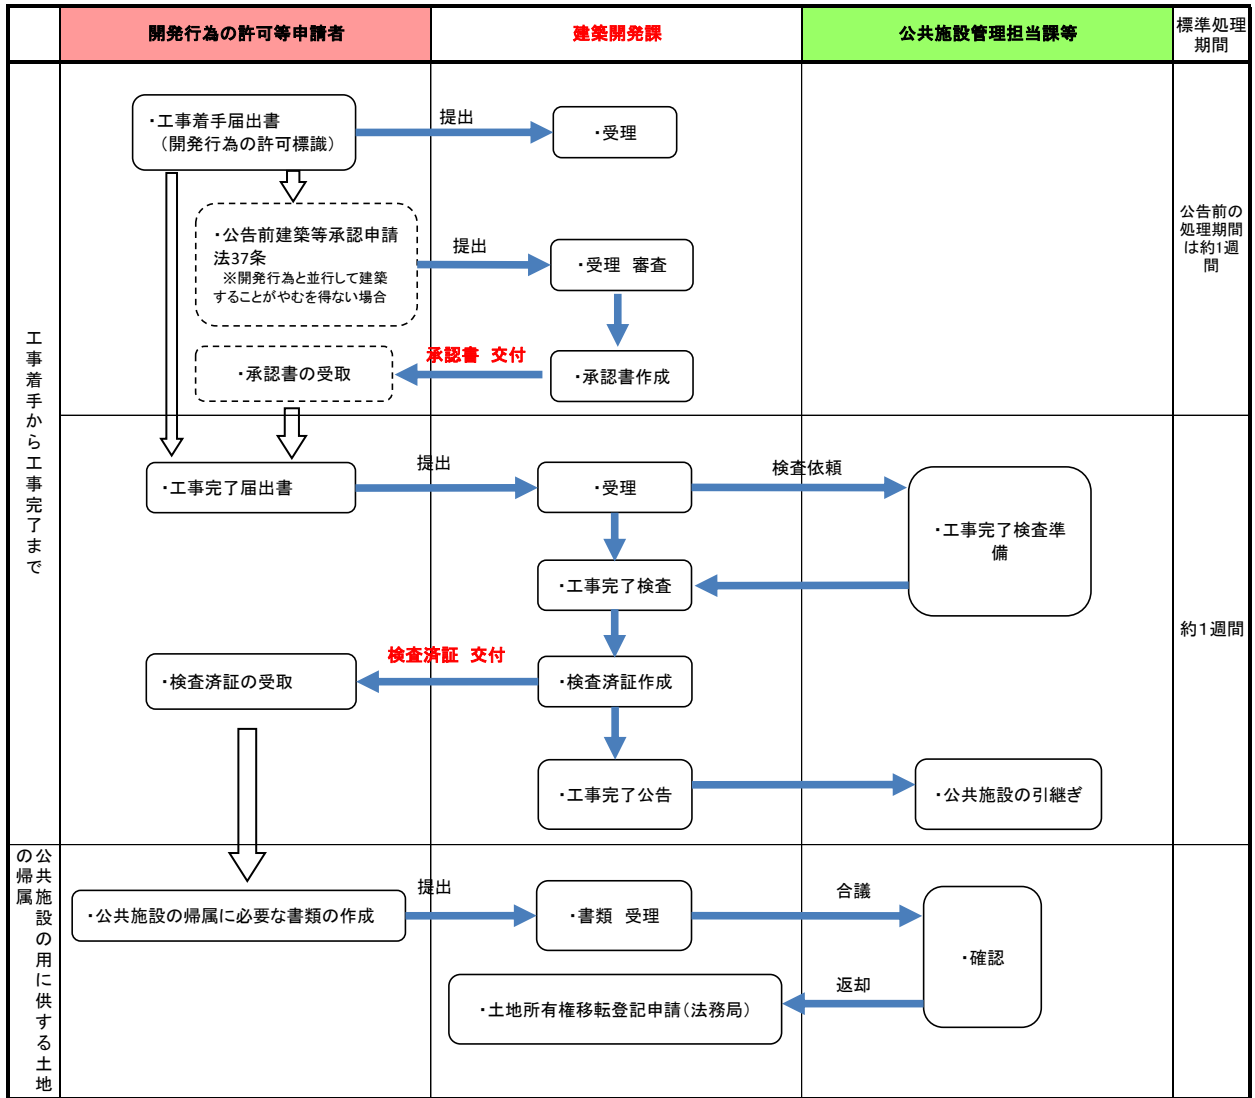 開発行為の許可等申請者
建築開発課
公共施設管理担当課等
標準処理
期間
工事着手から工事完了まで
・工事着手届出書
（開発行為の許可標識）
提出
・受理
・公告前建築等承認申請
法37条
※開発行為と並行して建築
することがやむを得ない場合
提出
・受理　審査
公告前の
処理期間
は約1週
間
・承認書の受取
承認書　交付
・承認書作成
・工事完了届出書
提出
・受理
検査依頼
・工事完了検査準
備
・工事完了検査
約1週間
・検査済証の受取
検査済証　交付
・検査済証作成
・工事完了公告
・公共施設の引継ぎ
公共施設の用に供する土地
の帰属
・公共施設の帰属に必要な書類の作成
提出
・書類　受理
合議
・確認
返却
・土地所有権移転登記申請（法務局）